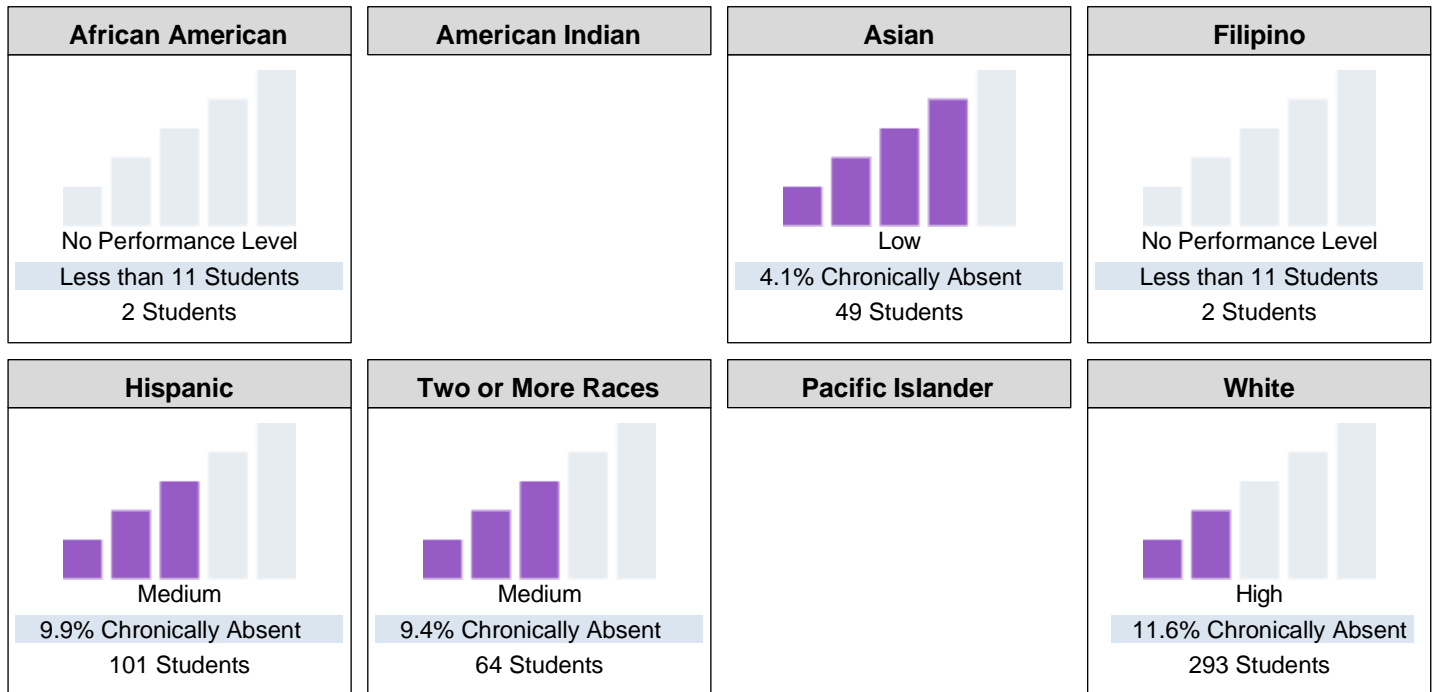 African American
No Performance Level
Less than 11 Students
2 Students
American Indian
Asian
Low
4.1% Chronically Absent
49 Students
Filipino
No Performance Level
Less than 11 Students
2 Students
Hispanic
Medium
9.9% Chronically Absent
101 Students
Two or More Races
Medium
9.4% Chronically Absent
64 Students
Pacific Islander
White
High
11.6% Chronically Absent
293 Students